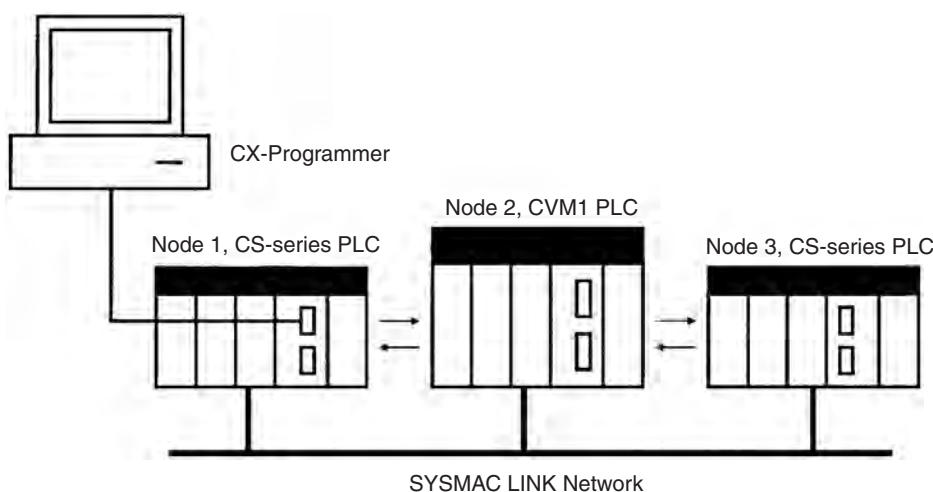 CX-Programmer
Node 2, CVM1 PLC
Node 1, CS-series PLC
Node 3, CS-series PLC
SYSMAC LINK Network